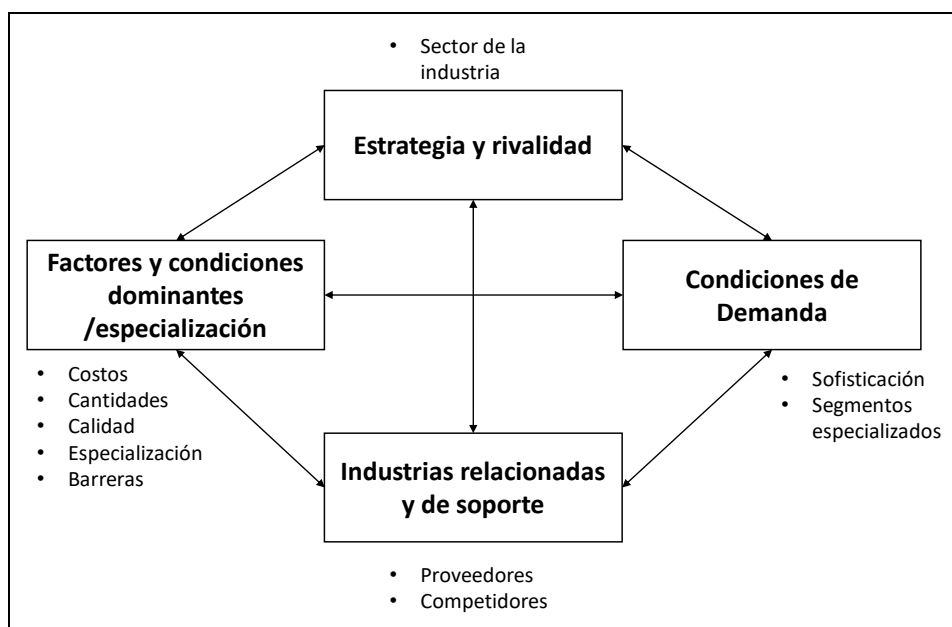 • Sector de la
industria
Estrategia y rivalidad
Factores y condiciones
dominantes
/especialización
Condiciones de
Demanda
• Costos
• Cantidades
• Calidad
• Especialización
• Barreras
• Sofisticación
• Segmentos
especializados
Industrias relacionadas
y de soporte
• Proveedores
• Competidores